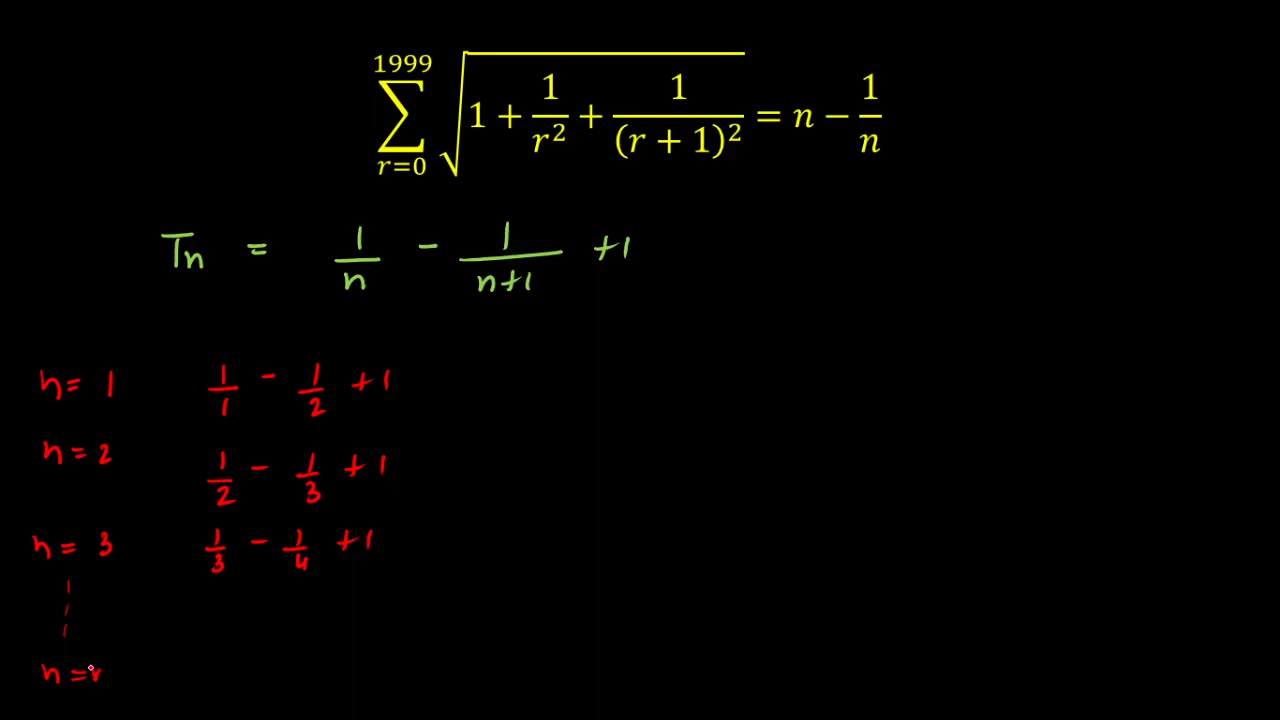 1999
∑ √(1 + 1/r² + 1/(r + 1)²) = n − 1/n
r=0
Tn = 1/n - 1/(n+1) +1
n = 1 1/1 - 1/2 + 1
n = 2 1/2 - 1/3 + 1
n = 3 1/3 - 1/4 + 1
n =